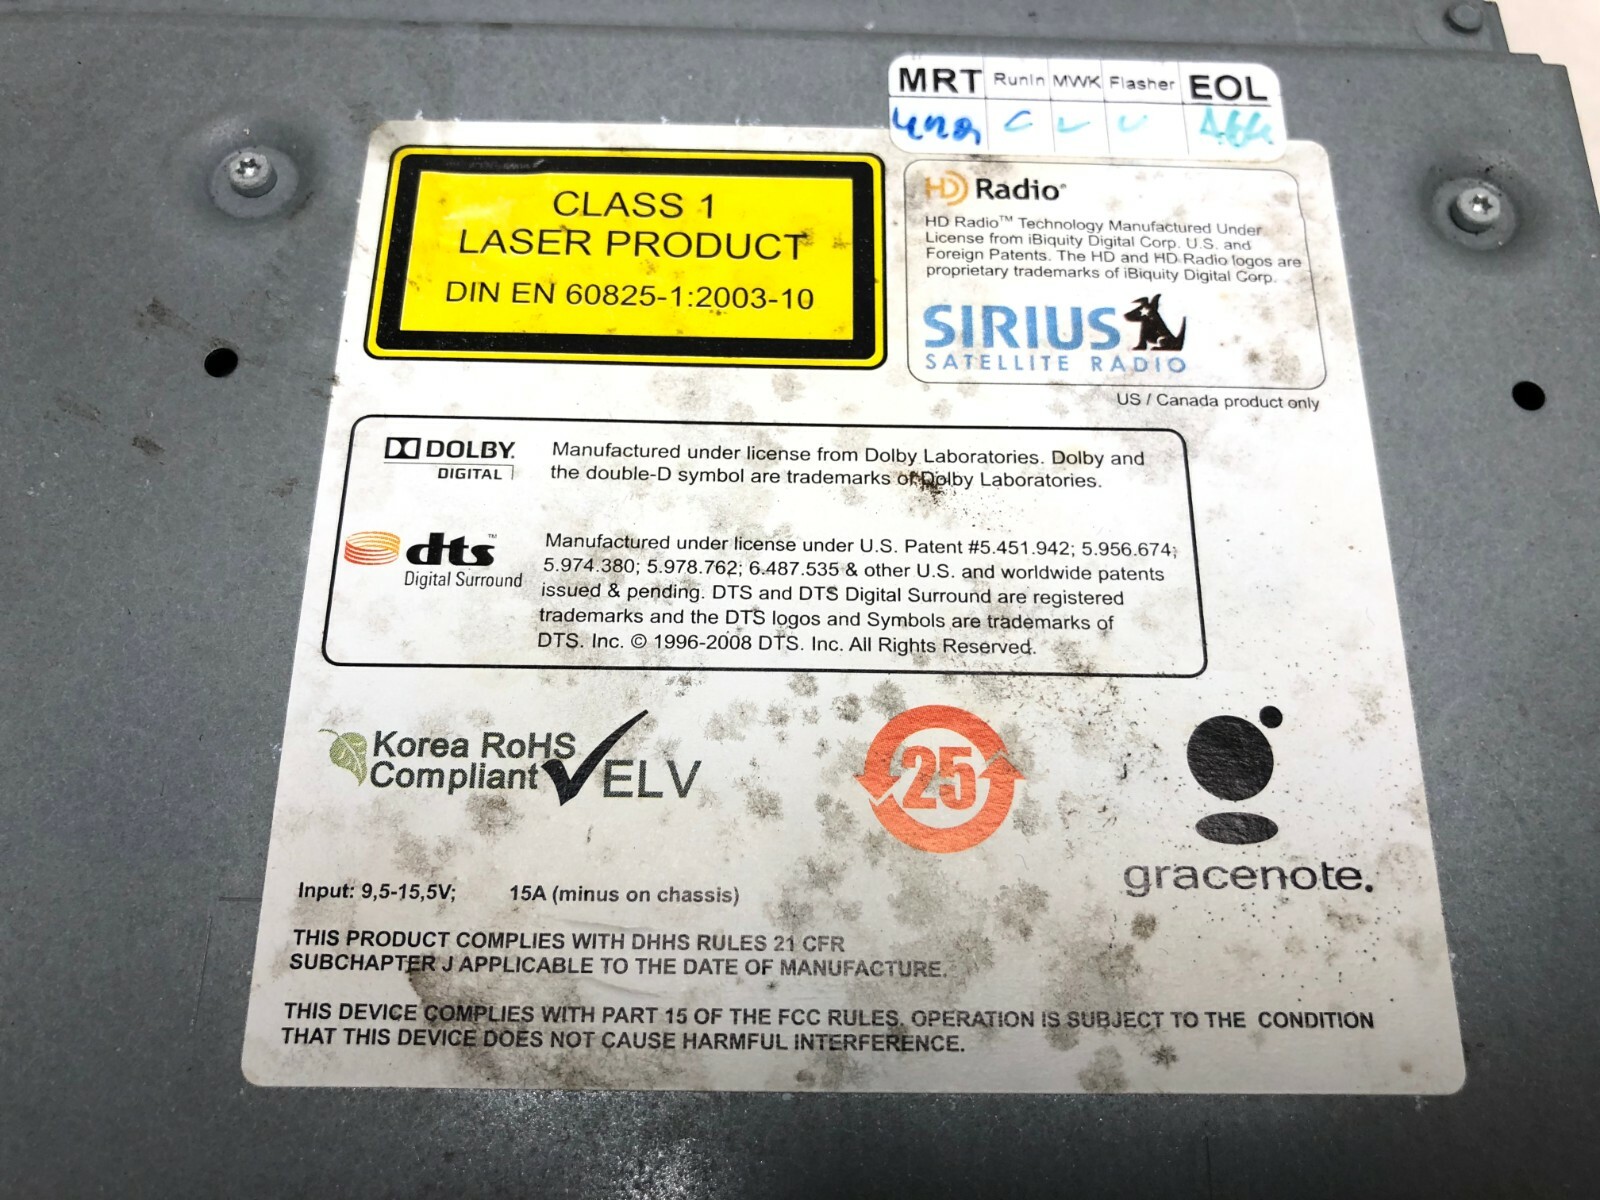 MRT RunIn MWK Flasher EOL
CLASS 1
LASER PRODUCT
DIN EN 60825-1:2003-10
HD Radio®
HD Radio™ Technology Manufactured Under
License from iBiquity Digital Corp. U.S. and
Foreign Patents. The HD and HD Radio logos are
proprietary trademarks of iBiquity Digital Corp.
SIRIUS
SATELLITE RADIO
US / Canada product only
DOLBY.
DIGITAL
Manufactured under license from Dolby Laboratories. Dolby and
the double-D symbol are trademarks of Dolby Laboratories.
dts™
Digital Surround
Manufactured under license under U.S. Patent #5.451.942; 5.956.674;
5.974.380; 5.978.762; 6.487.535 & other U.S. and worldwide patents
issued & pending. DTS and DTS Digital Surround are registered
trademarks and the DTS logos and Symbols are trademarks of
DTS. Inc. © 1996-2008 DTS. Inc. All Rights Reserved.
Korea RoHS
Compliant
ELV
25
gracenote.
Input: 9,5-15,5V; 15A (minus on chassis)
THIS PRODUCT COMPLIES WITH DHHS RULES 21 CFR
SUBCHAPTER J APPLICABLE TO THE DATE OF MANUFACTURE.
THIS DEVICE COMPLIES WITH PART 15 OF THE FCC RULES. OPERATION IS SUBJECT TO THE CONDITION
THAT THIS DEVICE DOES NOT CAUSE HARMFUL INTERFERENCE.